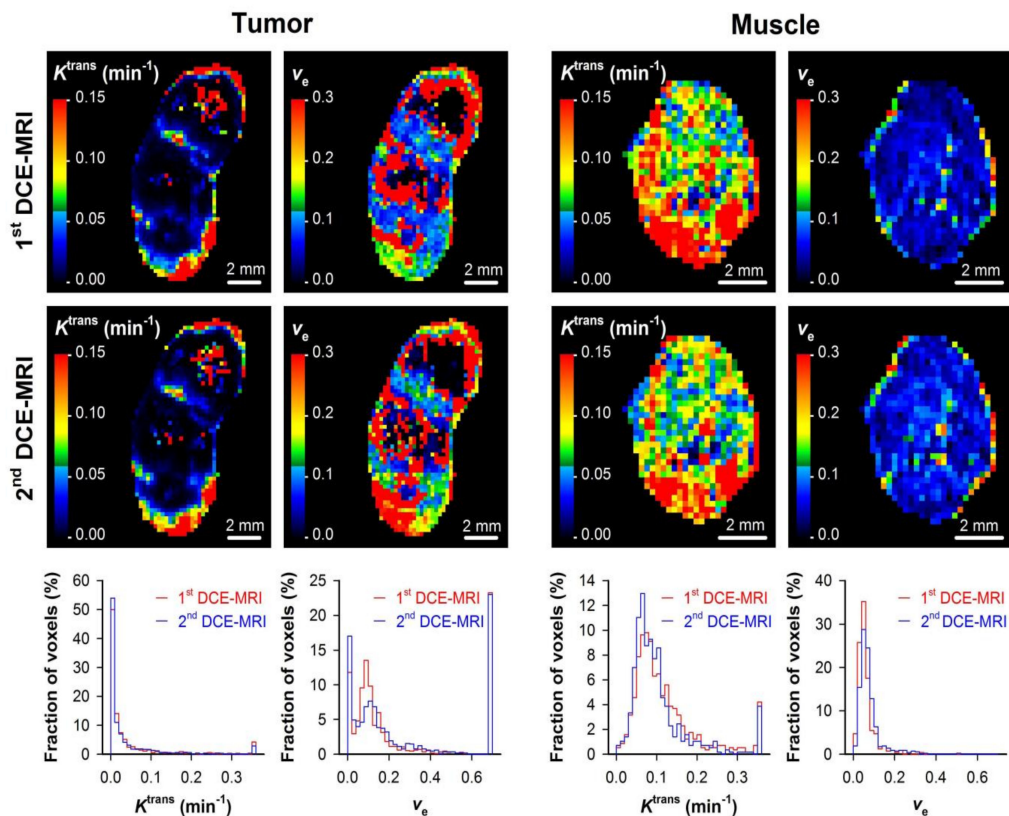 Tumor Muscle
1st DCE-MRI
Ktrans (min-1)
0.15
0.10
0.05
0.00
2 mm
ve
0.3
0.2
0.1
0.0
2 mm
Ktrans (min-1)
0.15
0.10
0.05
0.00
2 mm
ve
0.3
0.2
0.1
0.0
2 mm
2nd DCE-MRI
Ktrans (min-1)
0.15
0.10
0.05
0.00
2 mm
ve
0.3
0.2
0.1
0.0
2 mm
Ktrans (min-1)
0.15
0.10
0.05
0.00
2 mm
ve
0.3
0.2
0.1
0.0
2 mm
Fraction of voxels (%)
60
50
40
30
20
10
0
1st DCE-MRI
2nd DCE-MRI
0.0 0.1 0.2 0.3
Ktrans (min-1)
Fraction of voxels (%)
25
20
15
10
5
0
1st DCE-MRI
2nd DCE-MRI
0.0 0.2 0.4 0.6
ve
Fraction of voxels (%)
14
12
10
8
6
4
2
0
1st DCE-MRI
2nd DCE-MRI
0.0 0.1 0.2 0.3
Ktrans (min-1)
Fraction of voxels (%)
40
30
20
10
0
1st DCE-MRI
2nd DCE-MRI
0.0 0.2 0.4 0.6
ve